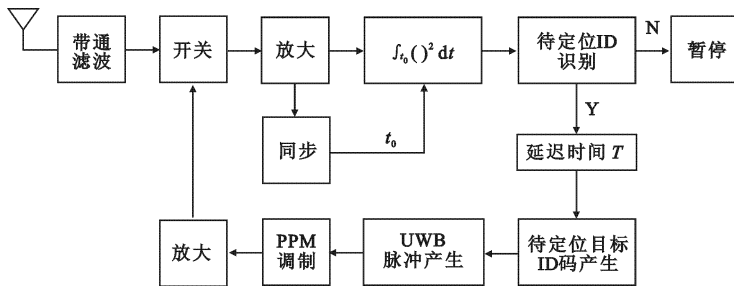 带通
滤波
开关
放大
∫t₀( )² dt
待定位ID
识别
N
暂停
Y
同步
t₀
延迟时间 T
放大
PPM
调制
UWB
脉冲产生
待定位目标
ID码产生